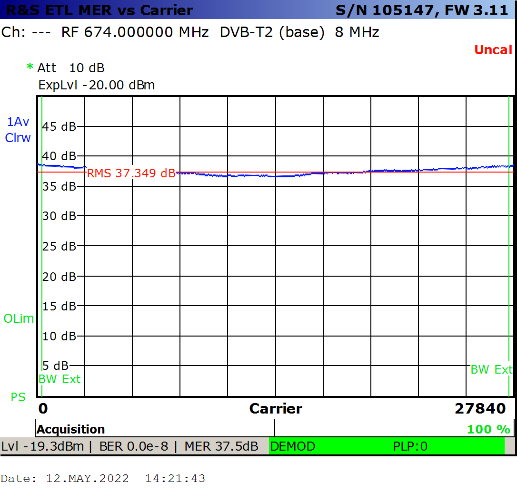 R&S ETL MER vs Carrier S/N 105147, FW 3.11
Ch: --- RF 674.000000 MHz DVB-T2 (base) 8 MHz
Uncal
* Att 10 dB
ExpLvl -20.00 dBm
1Av
Clrw
45 dB
40 dB
RMS 37.349 dB
35 dB
30 dB
25 dB
20 dB
OLim
15 dB
10 dB
5 dB
BW Ext
BW Ext
PS
0 Carrier 27840
Acquisition 100 %
Lvl -19.3dBm | BER 0.0e-8 | MER 37.5dB DEMOD PLP:0
Date: 12.MAY.2022 14:21:43